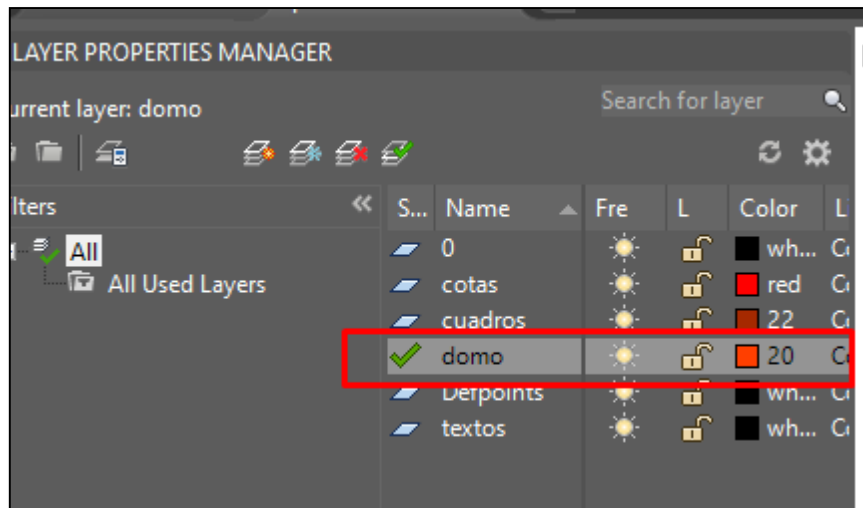 LAYER PROPERTIES MANAGER
urrent layer: domo
Search for layer
lters
S... Name Fre L Color L
All
0 wh... C
All Used Layers
cotas red C
cuadros 22 C
domo 20 C
Defpoints wh... C
textos wh... C